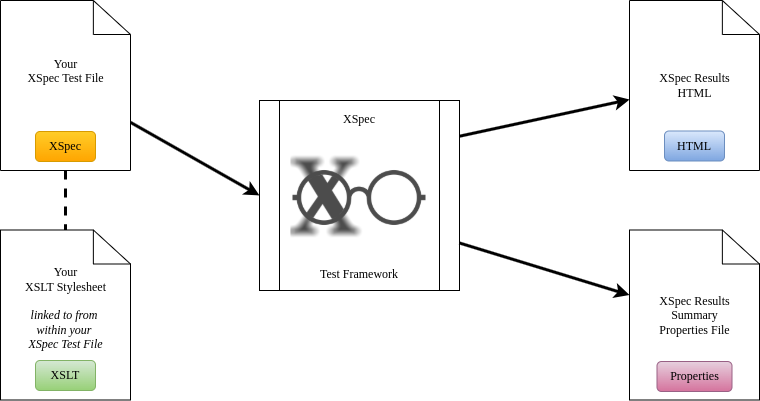 Your
XSpec Test File
XSpec
Your
XSLT Stylesheet
linked to from
within your
XSpec Test File
XSLT
XSpec
X
Test Framework
XSpec Results
HTML
HTML
XSpec Results
Summary
Properties File
Properties